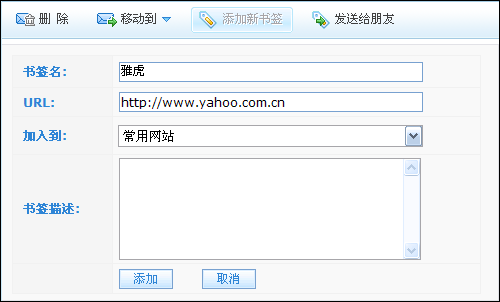 删 除 移动到 添加新书签 发送给朋友
书签名： 雅虎
URL: http://www.yahoo.com.cn
加入到： 常用网站
书签描述：
添加 取消